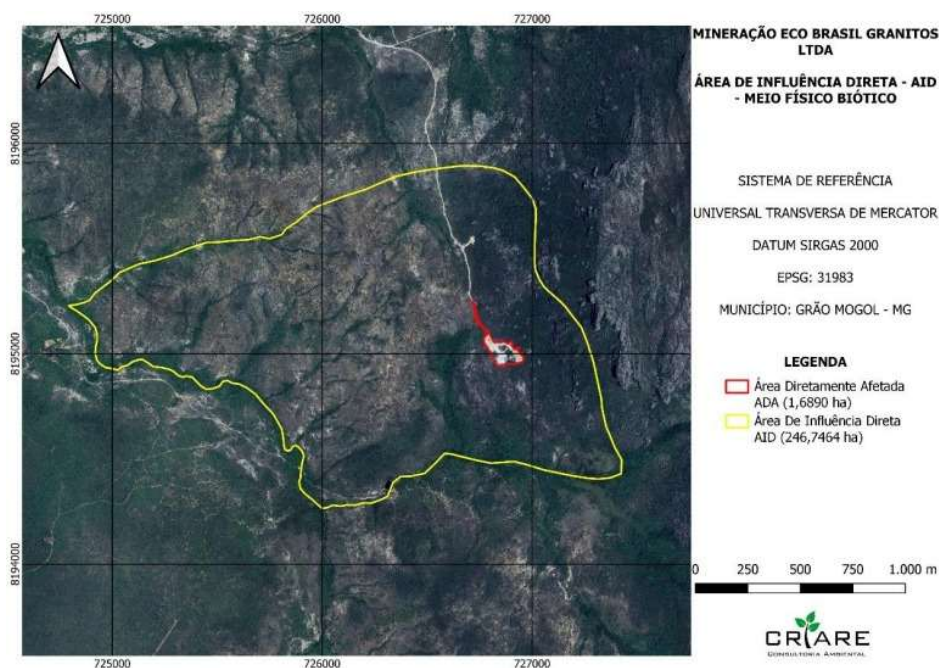 725000
726000
727000
8196000
8195000
8194000
725000
726000
727000
MINERAÇÃO ECO BRASIL GRANITOS
LTDA
ÁREA DE INFLUÊNCIA DIRETA - AID
- MEIO FÍSICO BIÓTICO
SISTEMA DE REFERÊNCIA
UNIVERSAL TRANSVERSA DE MERCATOR
DATUM SIRGAS 2000
EPSG: 31983
MUNICÍPIO: GRÃO MOGOL - MG
LEGENDA
Área Diretamente Afetada
ADA (1,6890 ha)
Área De Influência Direta
AID (246,7464 ha)
0 250 500 750 1.000 m
CRIARE
CONSULTORIA AMBIENTAL